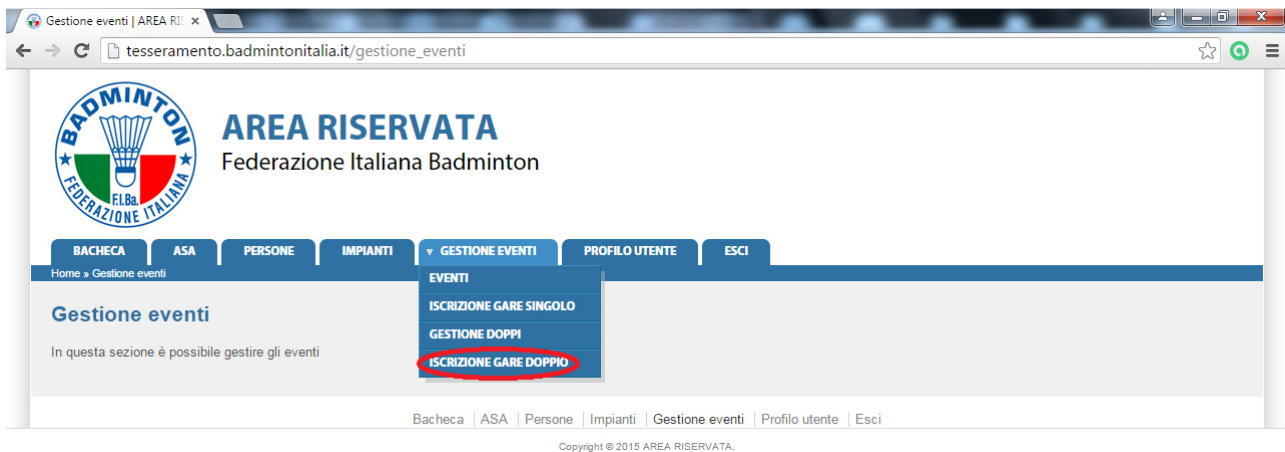 Gestione eventi | AREA RI
tesseramento.badmintonitalia.it/gestione_eventi
BADMINTON
F.I.Ba.
FEDERAZIONE ITALIANA
AREA RISERVATA
Federazione Italiana Badminton
BACHECA ASA PERSONE IMPIANTI GESTIONE EVENTI PROFILO UTENTE ESCI
Home » Gestione eventi
EVENTI
ISCRIZIONE GARE SINGOLO
GESTIONE DOPPI
ISCRIZIONE GARE DOPPIO
Gestione eventi
In questa sezione è possibile gestire gli eventi
Bacheca | ASA | Persone | Impianti | Gestione eventi | Profilo utente | Esci
Copyright © 2015 AREA RISERVATA.